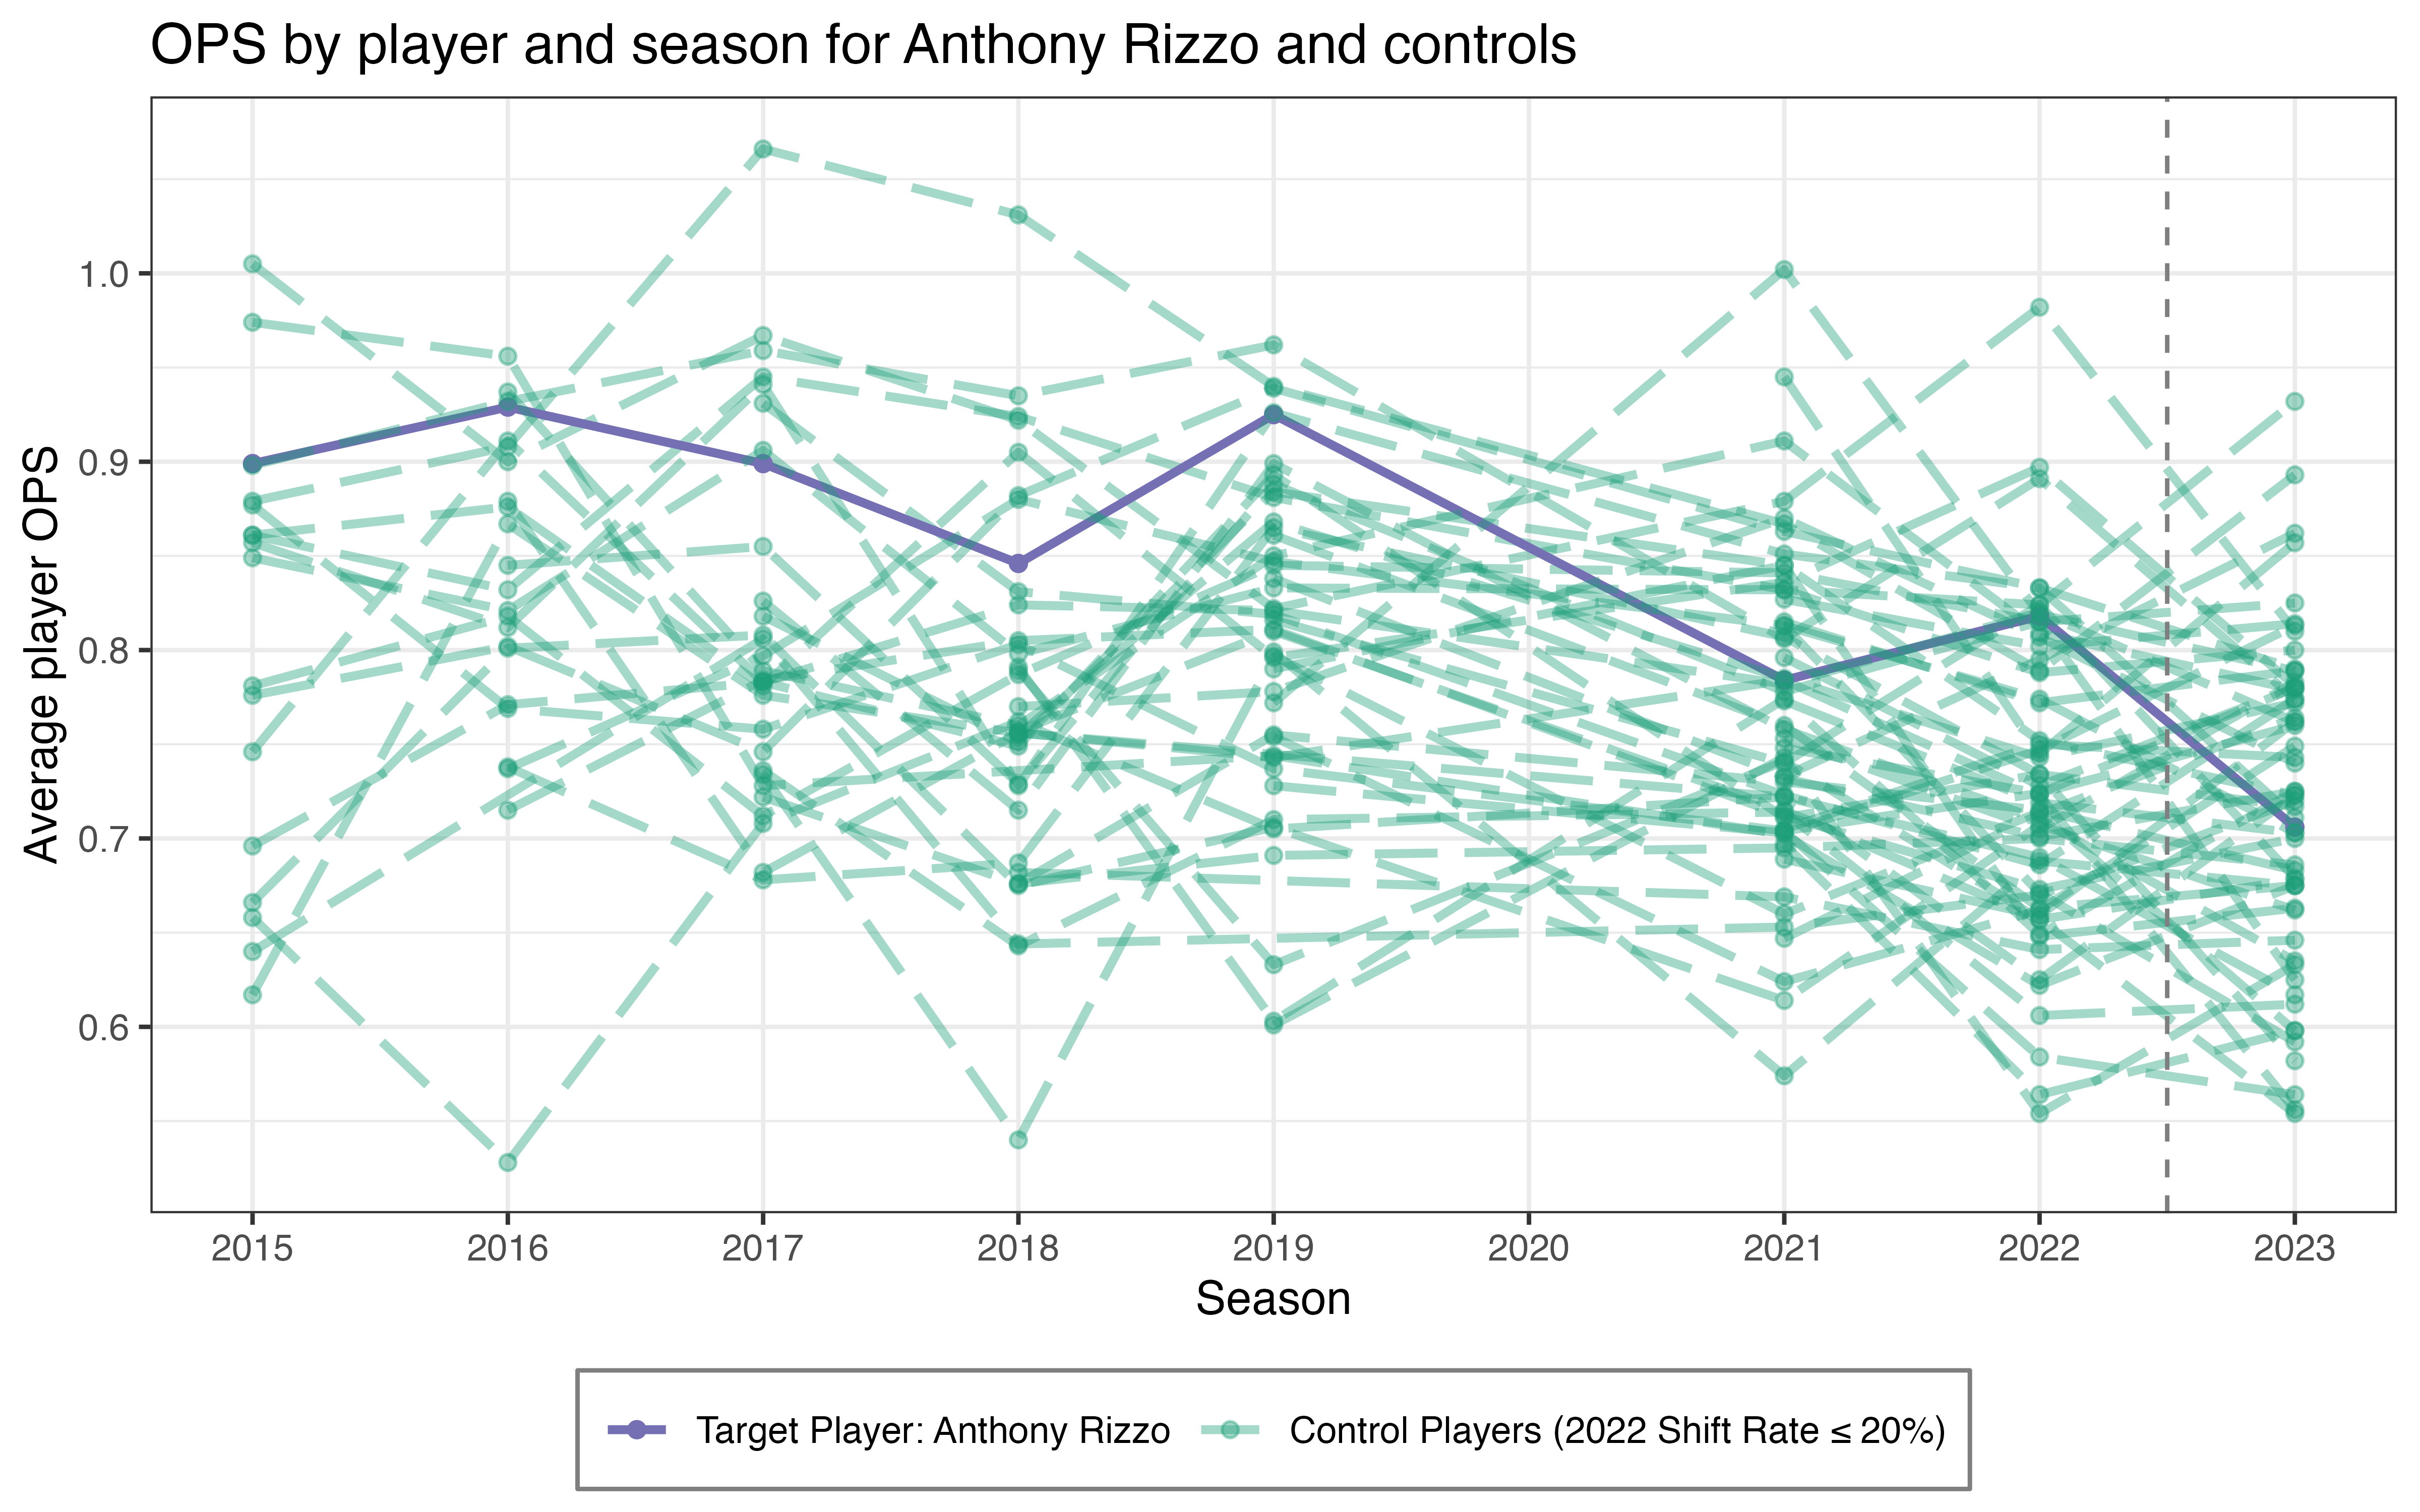 OPS by player and season for Anthony Rizzo and controls
Average player OPS
1.0
0.9
0.8
0.7
0.6
2015 2016 2017 2018 2019 2020 2021 2022 2023
Season
Target Player: Anthony Rizzo Control Players (2022 Shift Rate ≤ 20%)